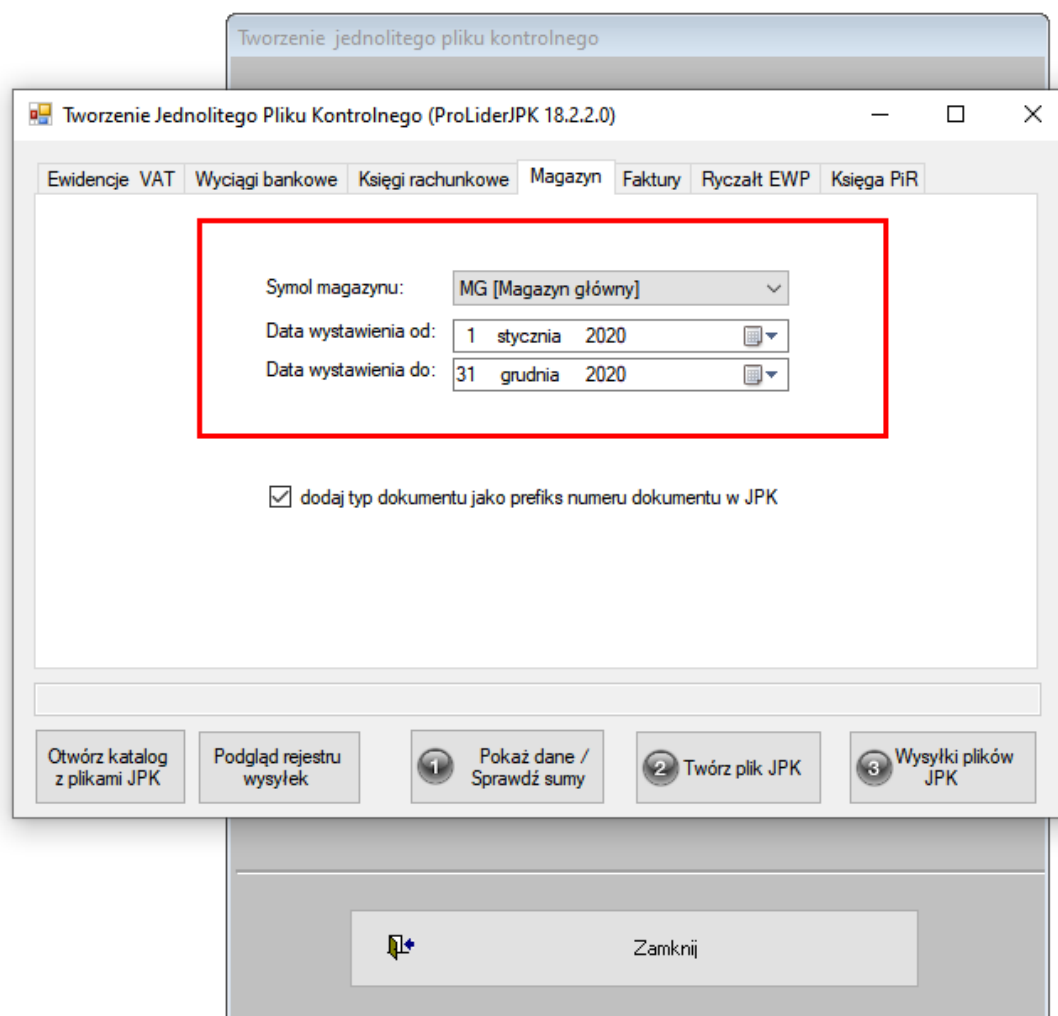 Tworzenie jednolitego pliku kontrolnego
Tworzenie Jednolitego Pliku Kontrolnego (ProLiderJPK 18.2.2.0)
Ewidencje VAT Wyciągi bankowe Księgi rachunkowe Magazyn Faktury Ryczałt EWP Księga PiR
Symol magazynu: MG [Magazyn główny]
Data wystawienia od: 1 stycznia 2020
Data wystawienia do: 31 grudnia 2020
dodaj typ dokumentu jako prefiks numeru dokumentu w JPK
Otwórz katalog
z plikami JPK
Podgląd rejestru
wysyłek
1 Pokaż dane /
Sprawdź sumy
2 Twórz plik JPK
3 Wysyłki plików
JPK
Zamknij